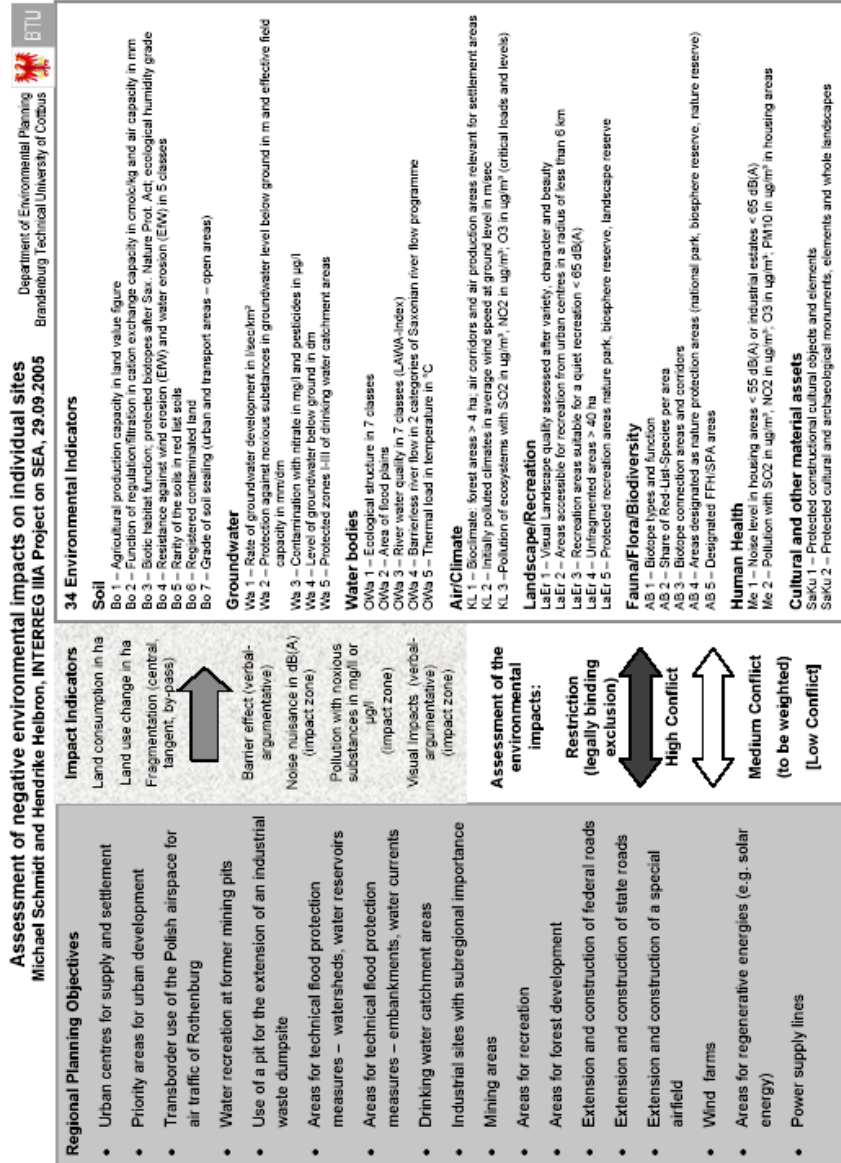 Assessment of negative environmental impacts on individual sites
Michael Schmidt and Hendrike Helbron, INTERREG IIIA Project on SEA, 29.09.2005
Department of Environmental Planning
Brandenburg Technical University of Cottbus
BTU
Regional Planning Objectives
• Urban centres for supply and settlement
• Priority areas for urban development
• Transborder use of the Polish airspace for
air traffic of Rothenburg
• Water recreation at former mining pits
• Use of a pit for the extension of an industrial
waste dumpsite
• Areas for technical flood protection
measures – watersheds, water reservoirs
• Areas for technical flood protection
measures – embankments, water currents
• Drinking water catchment areas
• Industrial sites with subregional importance
• Mining areas
• Areas for recreation
• Areas for forest development
• Extension and construction of federal roads
• Extension and construction of state roads
• Extension and construction of a special
airfield
• Wind farms
• Areas for regenerative energies (e.g. solar
energy)
• Power supply lines
Impact Indicators
Land consumption in ha
Land use change in ha
Fragmentation (central,
tangent, by-pass)
Barrier effect (verbal-
argumentative)
Noise nuisance in dB(A)
(impact zone)
Pollution with noxious
substances in mg/l or
µg/l
(impact zone)
Visual Impacts (verbal-
argumentative)
(impact zone)
Assessment of the
environmental
impacts:
Restriction
(legally binding
exclusion)
High Conflict
Medium Conflict
(to be weighted)
[Low Conflict]
34 Environmental Indicators
Soil
Bo 1 – Agricultural production capacity in land value figure
Bo 2 – Function of regulation/filtration in cation exchange capacity in cmolc/kg and air capacity in mm
Bo 3 – Biotic habitat function; protected biotopes after Sax. Nature Prot. Act; ecological humidity grade
Bo 4 – Resistance against wind erosion (EfW) and water erosion (EfW) in 5 classes
Bo 5 – Rarity of the soils in red list soils
Bo 6 – Registered contaminated land
Bo 7 – Grade of soil sealing (urban and transport areas – open areas)
Groundwater
Wa 1 – Rate of groundwater development in l/sec/km²
Wa 2 – Protection against noxious substances in groundwater level below ground in m and effective field
capacity in mm/dm
Wa 3 – Contamination with nitrate in mg/l and pesticides in µg/l
Wa 4 – Level of groundwater below ground in dm
Wa 5 – Protected zones I-III of drinking water catchment areas
Water bodies
OWa 1 – Ecological structure in 7 classes
OWa 2 – Area of flood plains
OWa 3 – River water quality in 7 classes (LAWA-Index)
OWa 4 – Barrierless river flow in 2 categories of Saxonian river flow programme
OWa 5 – Thermal load in temperature in °C
Air/Climate
KL 1 – Bioclimate: forest areas > 4 ha; air corridors and air production areas relevant for settlement areas
KL 2 – Initially polluted climates in average wind speed at ground level in m/sec
KL 3 –Pollution of ecosystems with SO2 in ug/m³, NO2 in ug/m³; O3 in ug/m³ (critical loads and levels)
Landscape/Recreation
LaEr 1 – Visual Landscape quality assessed after variety, character and beauty
LaEr 2 – Areas accessible for recreation from urban centres in a radius of less than 6 km
LaEr 3 – Recreation areas suitable for a quiet recreation < 65 dB(A)
LaEr 4 – Unfragmented areas > 40 ha
LaEr 5 – Protected recreation areas nature park, biosphere reserve, landscape reserve
Fauna/Flora/Biodiversity
AB 1 – Biotope types and function
AB 2 – Share of Red-List-Species per area
AB 3 – Biotope connection areas and corridors
AB 4 – Areas designated as nature protection areas (national park, biosphere reserve, nature reserve)
AB 5 – Designated FFH/SPA areas
Human Health
Me 1 – Noise level in housing areas < 55 dB(A) or industrial estates < 65 dB(A)
Me 2 – Pollution with SO2 in ug/m³, NO2 in ug/m³; O3 in ug/m³; PM10 in ug/m³ in housing areas
Cultural and other material assets
SaKu 1 – Protected constructional cultural objects and elements
SaKu 2 – Protected cultural and archaeological monuments, elements and whole landscapes